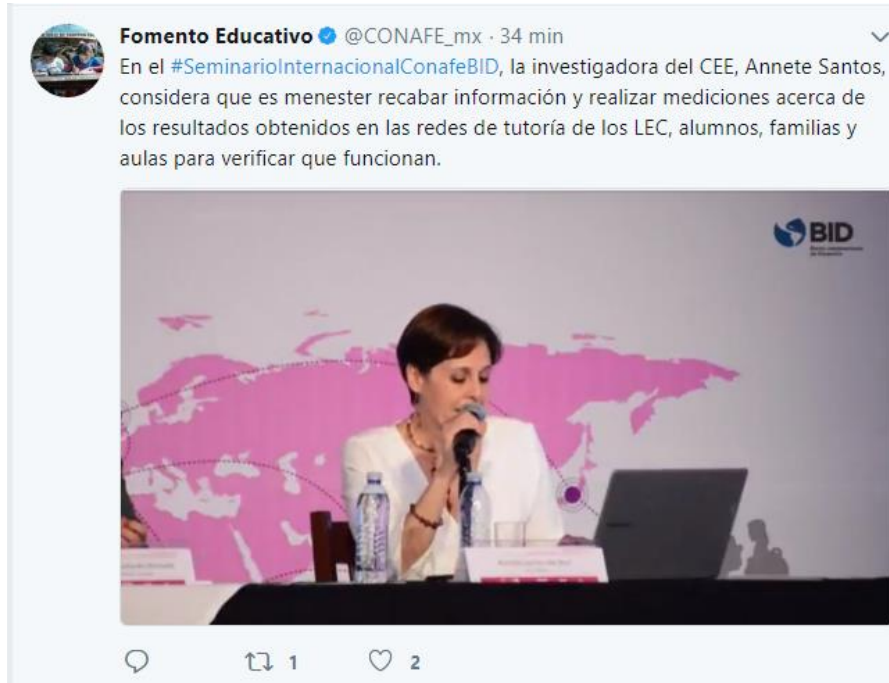 Fomento Educativo @CONAFE_mx · 34 min
En el #SeminarioInternacionalConafeBID, la investigadora del CEE, Annete Santos,
considera que es menester recabar información y realizar mediciones acerca de
los resultados obtenidos en las redes de tutoría de los LEC, alumnos, familias y
aulas para verificar que funcionan.
BID
1 2